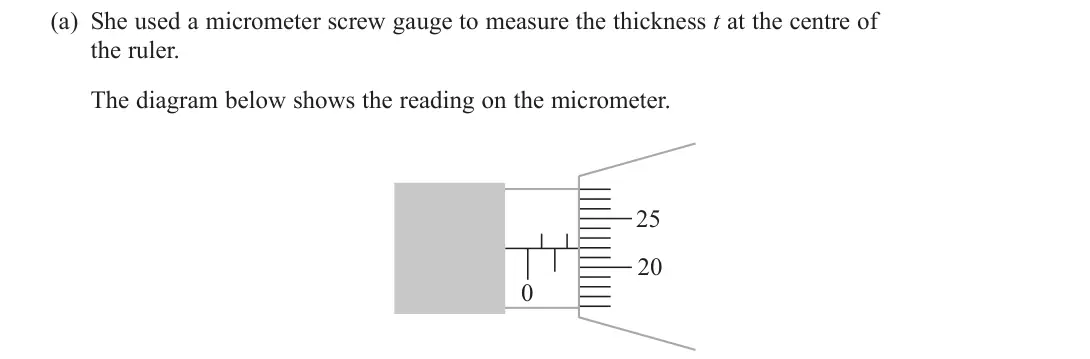 (a) She used a micrometer screw gauge to measure the thickness t at the centre of
the ruler.
The diagram below shows the reading on the micrometer.
25
20
0